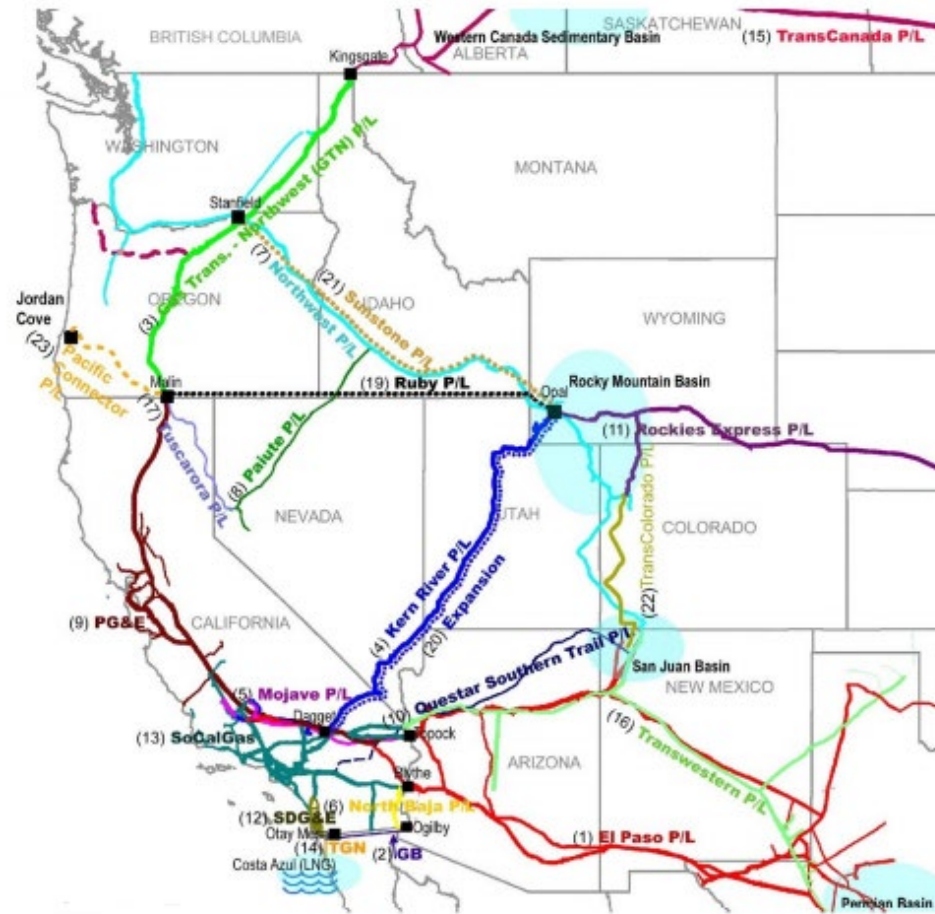 BRITISH COLUMBIA
SASKATCHEWAN
Western Canada Sedimentary Basin
ALBERTA
(15) TransCanada P/L
Kingsgate
WASHINGTON
MONTANA
Stanfield
(3) Trans. - Northwest (GTN) P/L
(7) Northwest P/L
(21) Sunstone P/L
OREGON
IDAHO
WYOMING
Jordan
Cove
(23)
Pacific
Connector
P/L
Malin
(19) Ruby P/L
Opal
Rocky Mountain Basin
(17) Tuscarora P/L
(8) Paiute P/L
(11) Rockies Express P/L
NEVADA
UTAH
(22) TransColorado P/L
COLORADO
(9) PG&E
CALIFORNIA
(4) Kern River P/L
(20) Expansion
San Juan Basin
(5) Mojave P/L
(10) Questar Southern Trail P/L
NEW MEXICO
Dagget
(13) SoCalGas
(16) Transwestern P/L
ARIZONA
Blythe
(6) North Baja P/L
(12) SDG&E
Otay Mesa
Ogilby
(14) TGN
(2) GB
(1) El Paso P/L
Costa Azul (LNG)
Permian Basin